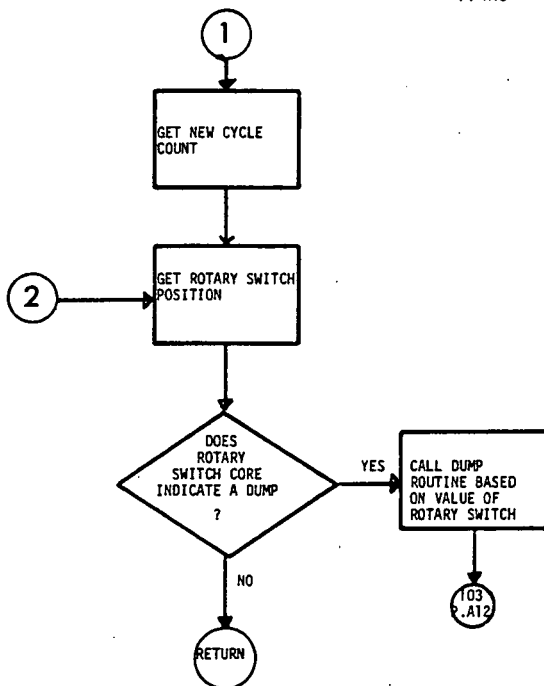 1
GET NEW CYCLE
COUNT
GET ROTARY SWITCH
POSITION
2
DOES
ROTARY
SWITCH CORE
INDICATE A DUMP
?
YES
CALL DUMP
ROUTINE BASED
ON VALUE OF
ROTARY SWITCH
NO
103
P.A12
RETURN